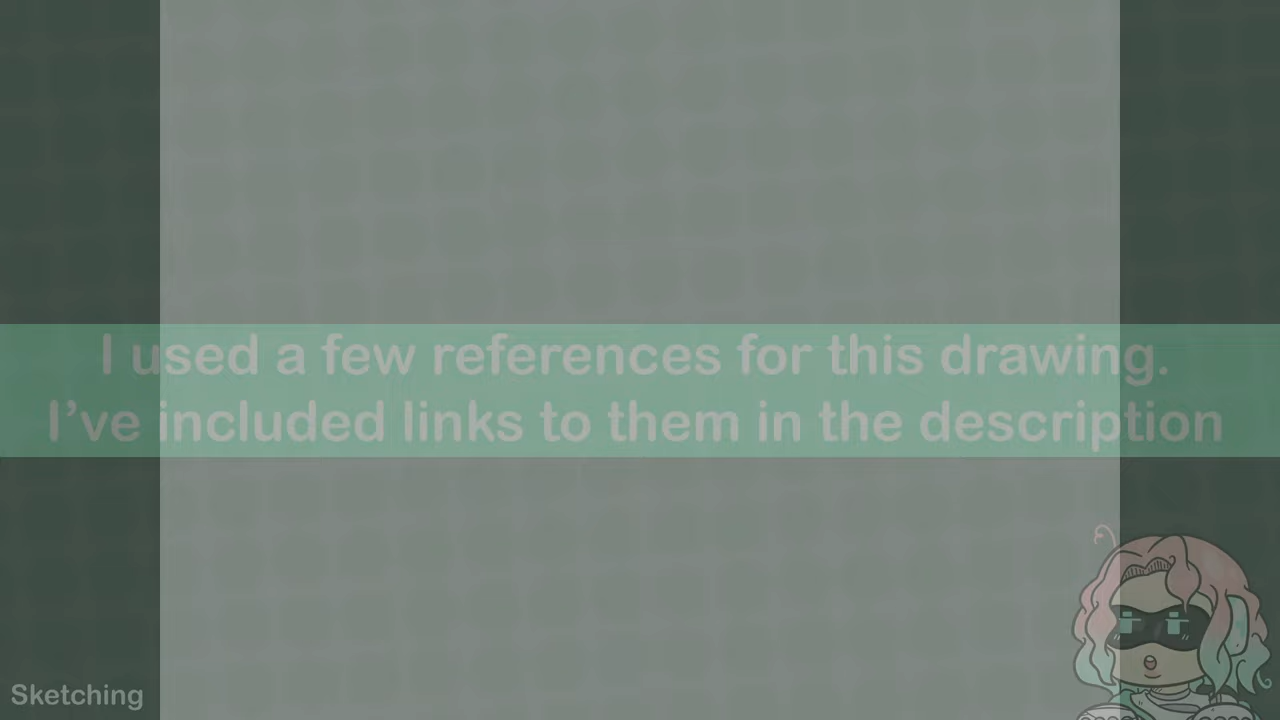 I used a few references for this drawing.
I’ve included links to them in the description
Sketching